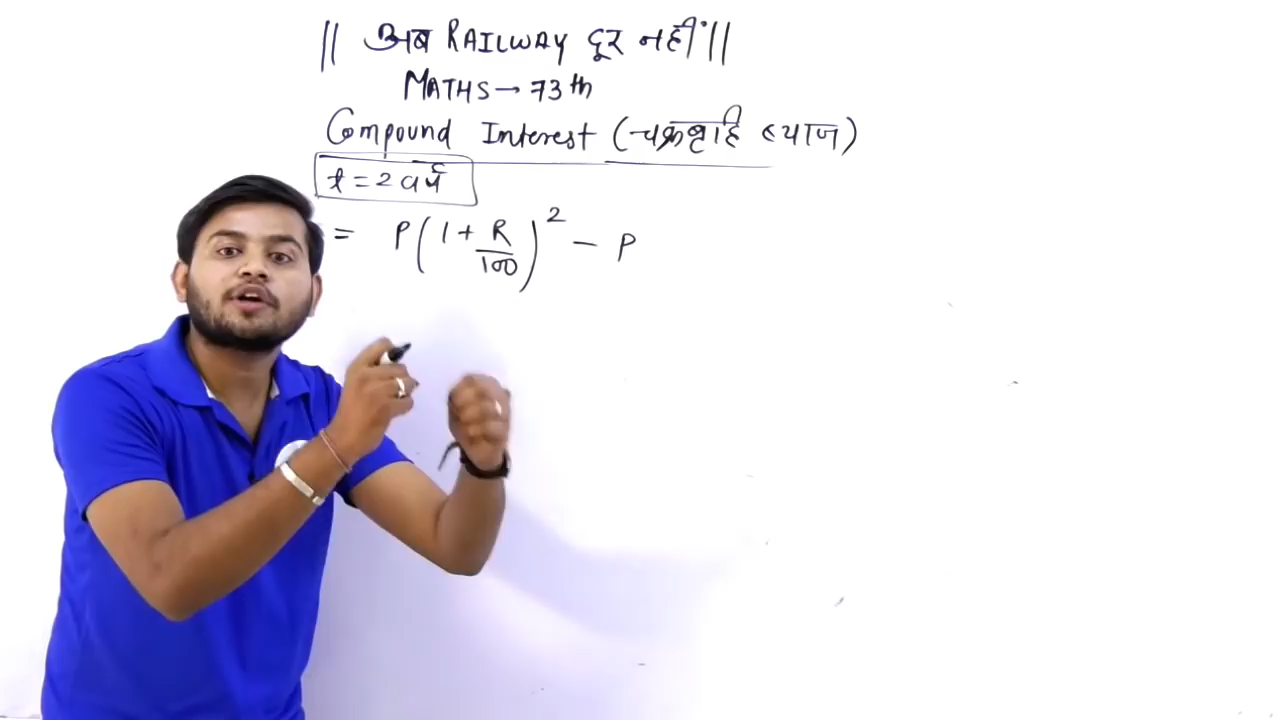 || अब RAILWAY दूर नहीं ||
MATHS → 73th
Compound Interest (चक्रवृद्धि ब्याज)
t = 2 वर्ष
= P(1 + R/100)² - P